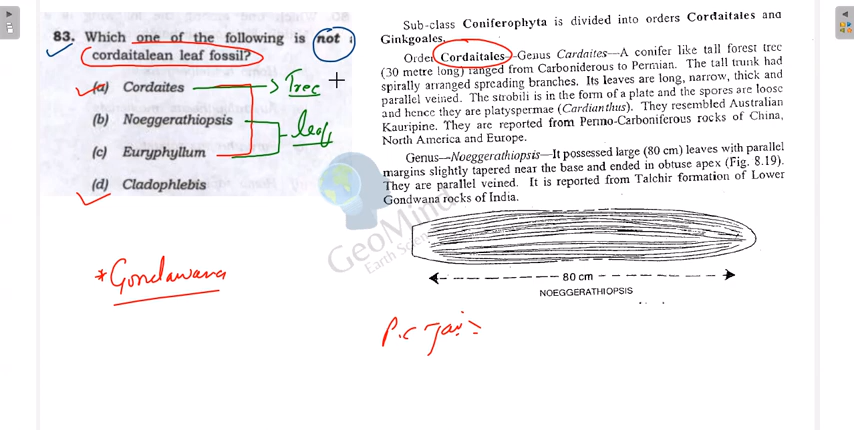 83. Which one of the following is not a
cordaitalean leaf fossil?
(a) Cordaites
(b) Noeggerathiopsis
(c) Euryphyllum
(d) Cladophlebis
Tree
leaf
*Gondawana
Sub-class Coniferophyta is divided into orders Cordaitales and
Ginkgoales.
Order Cordaitales-Genus Cardaites—A conifer like tall forest tree
(30 metre long) ranged from Carboniderous to Permian. The tall trunk had
spirally arranged spreading branches. Its leaves are long, narrow, thick and
parallel veined. The strobili is in the form of a plate and the spores are loose
and hence they are platyspermae (Cardianthus). They resembled Australian
Kauripine. They are reported from Permo-Carboniferous rocks of China,
North America and Europe.
Genus—Noeggerathiopsis—It possessed large (80 cm) leaves with parallel
margins slightly tapered near the base and ended in obtuse apex (Fig. 8.19).
They are parallel veined. It is reported from Talchir formation of Lower
Gondwana rocks of India.
80 cm
NOEGGERATHIOPSIS
P.C Jain
GeoMind
Earth Scien